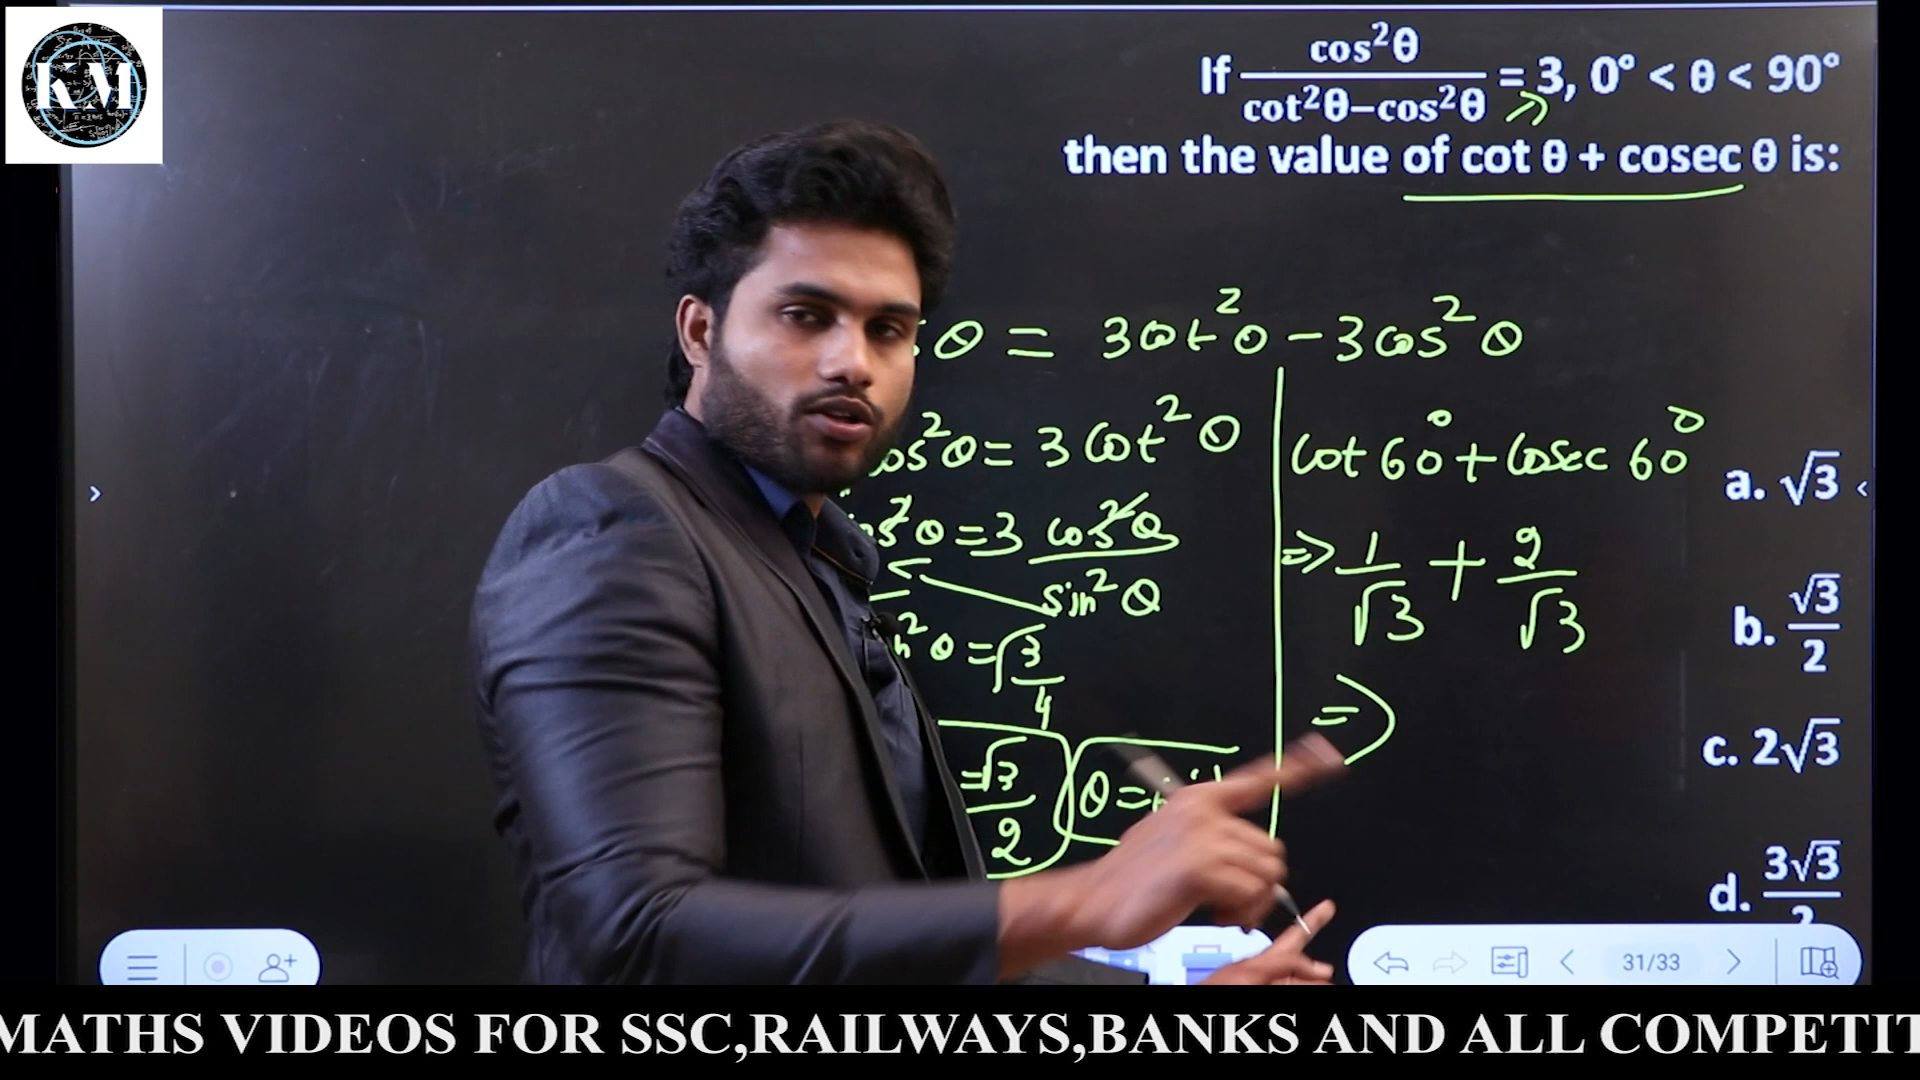 KM
If cos²θ/cot²θ−cos²θ = 3, 0° < θ < 90°
then the value of cot θ + cosec θ is:
θ = 3cot²θ − 3cos²θ
cos²θ = 3cot²θ
θ = 3 cos²θ/sin²θ
²θ = √3/4
= √3/2
θ =
cot 60° + cosec 60°
⇒ 1/√3 + 2/√3
⇒
a. √3
b. √3/2
c. 2√3
d. 3√3/2
31/33
MATHS VIDEOS FOR SSC,RAILWAYS,BANKS AND ALL COMPETIT